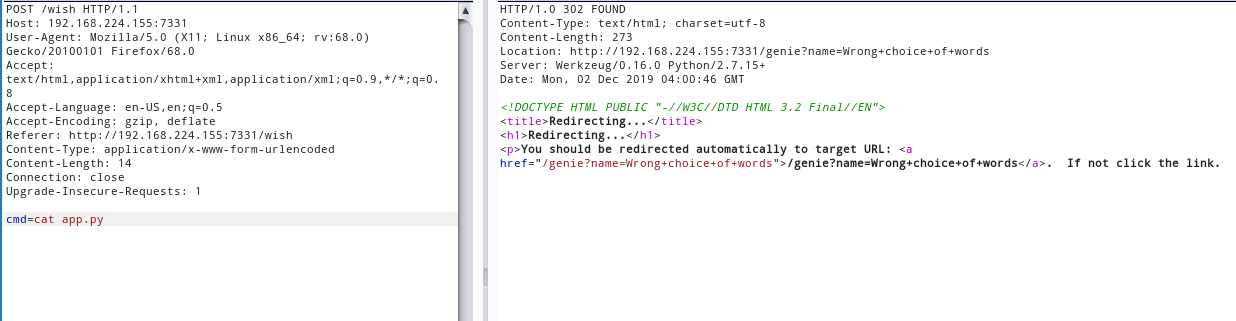 POST /wish HTTP/1.1
Host: 192.168.224.155:7331
User-Agent: Mozilla/5.0 (X11; Linux x86_64; rv:68.0)
Gecko/20100101 Firefox/68.0
Accept:
text/html,application/xhtml+xml,application/xml;q=0.9,*/*;q=0.
8
Accept-Language: en-US,en;q=0.5
Accept-Encoding: gzip, deflate
Referer: http://192.168.224.155:7331/wish
Content-Type: application/x-www-form-urlencoded
Content-Length: 14
Connection: close
Upgrade-Insecure-Requests: 1

cmd=cat app.py
HTTP/1.0 302 FOUND
Content-Type: text/html; charset=utf-8
Content-Length: 273
Location: http://192.168.224.155:7331/genie?name=Wrong+choice+of+words
Server: Werkzeug/0.16.0 Python/2.7.15+
Date: Mon, 02 Dec 2019 04:00:46 GMT

<!DOCTYPE HTML PUBLIC "-//W3C//DTD HTML 3.2 Final//EN">
<title>Redirecting...</title>
<h1>Redirecting...</h1>
<p>You should be redirected automatically to target URL: <a
href="/genie?name=Wrong+choice+of+words">/genie?name=Wrong+choice+of+words</a>.  If not click the link.